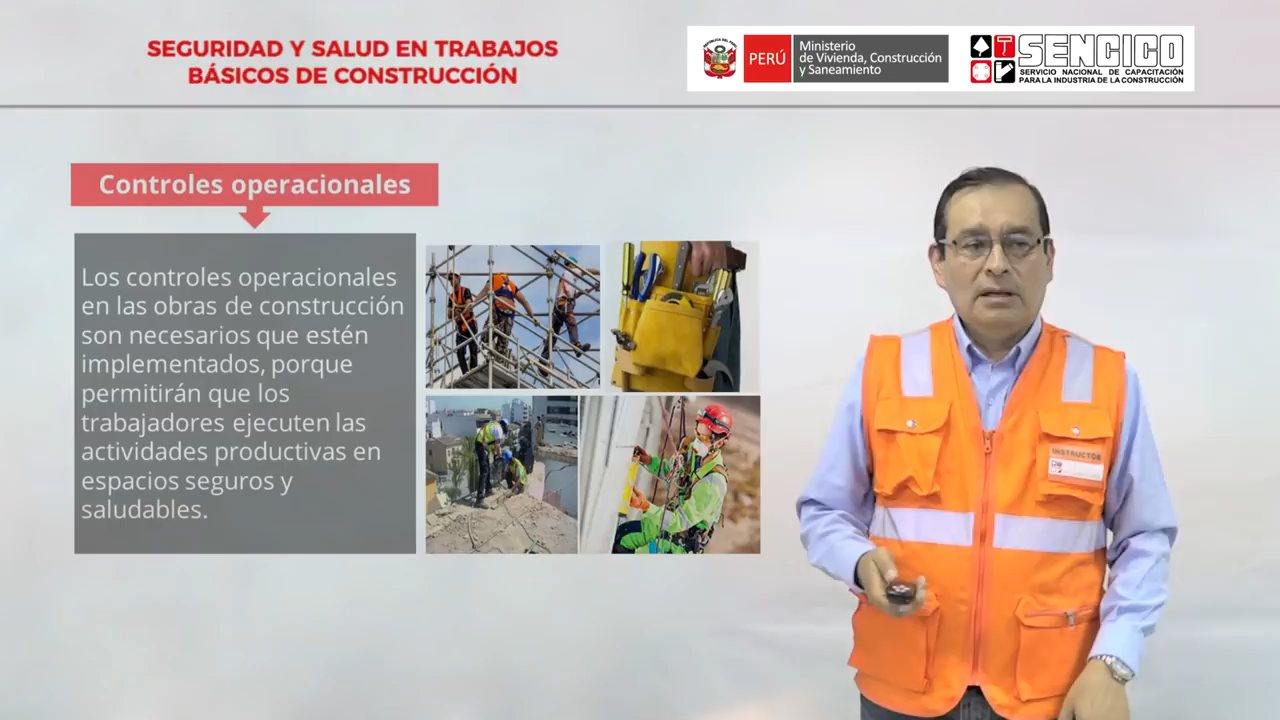 SEGURIDAD Y SALUD EN TRABAJOS
BÁSICOS DE CONSTRUCCIÓN
PERÚ
Ministerio
de Vivienda, Construcción
y Saneamiento
SENCICO
SERVICIO NACIONAL DE CAPACITACIÓN
PARA LA INDUSTRIA DE LA CONSTRUCCIÓN
Controles operacionales
Los controles operacionales
en las obras de construcción
son necesarios que estén
implementados, porque
permitirán que los
trabajadores ejecuten las
actividades productivas en
espacios seguros y
saludables.
INSTRUCTOR